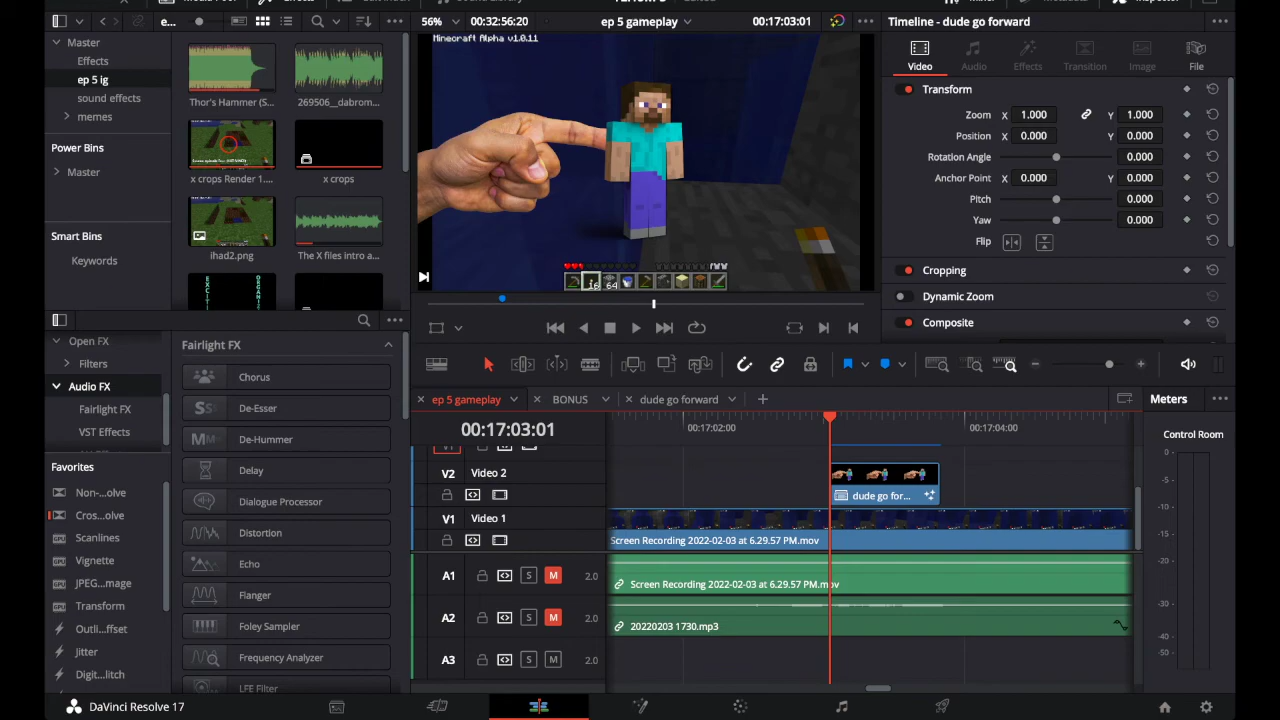 56%
00:32:56:20
ep 5 gameplay
00:17:03:01
Timeline - dude go forward
e...
Master
Effects
ep 5 ig
sound effects
memes
Power Bins
Master
Smart Bins
Keywords
Thor's Hammer (S...
269506__dabrom...
x crops Render 1....
x crops
ihad2.png
The X files intro a...
Minecraft Alpha v1.0.11
16
64
Video
Audio
Effects
Transition
Image
File
Transform
Zoom X 1.000 Y 1.000
Position X 0.000 Y 0.000
Rotation Angle 0.000
Anchor Point X 0.000 Y 0.000
Pitch 0.000
Yaw 0.000
Flip
Cropping
Dynamic Zoom
Composite
Open FX
Filters
Audio FX
Fairlight FX
VST Effects
Favorites
Non-...olve
Cros...olve
Scanlines
Vignette
JPEG...mage
Transform
Outli...ffset
Jitter
Digit...litch
Fairlight FX
Chorus
De-Esser
De-Hummer
Delay
Dialogue Processor
Distortion
Echo
Flanger
Foley Sampler
Frequency Analyzer
LFE Filter
ep 5 gameplay
BONUS
dude go forward
Meters
00:17:03:01
00:17:02:00
00:17:04:00
Control Room
V2 Video 2
dude go for...
V1 Video 1
Screen Recording 2022-02-03 at 6.29.57 PM.mov
A1 S M 2.0
Screen Recording 2022-02-03 at 6.29.57 PM.mov
A2 S M 2.0
20220203 1730.mp3
A3 S M 2.0
0
-5
-10
-15
-20
-30
-40
-50
DaVinci Resolve 17